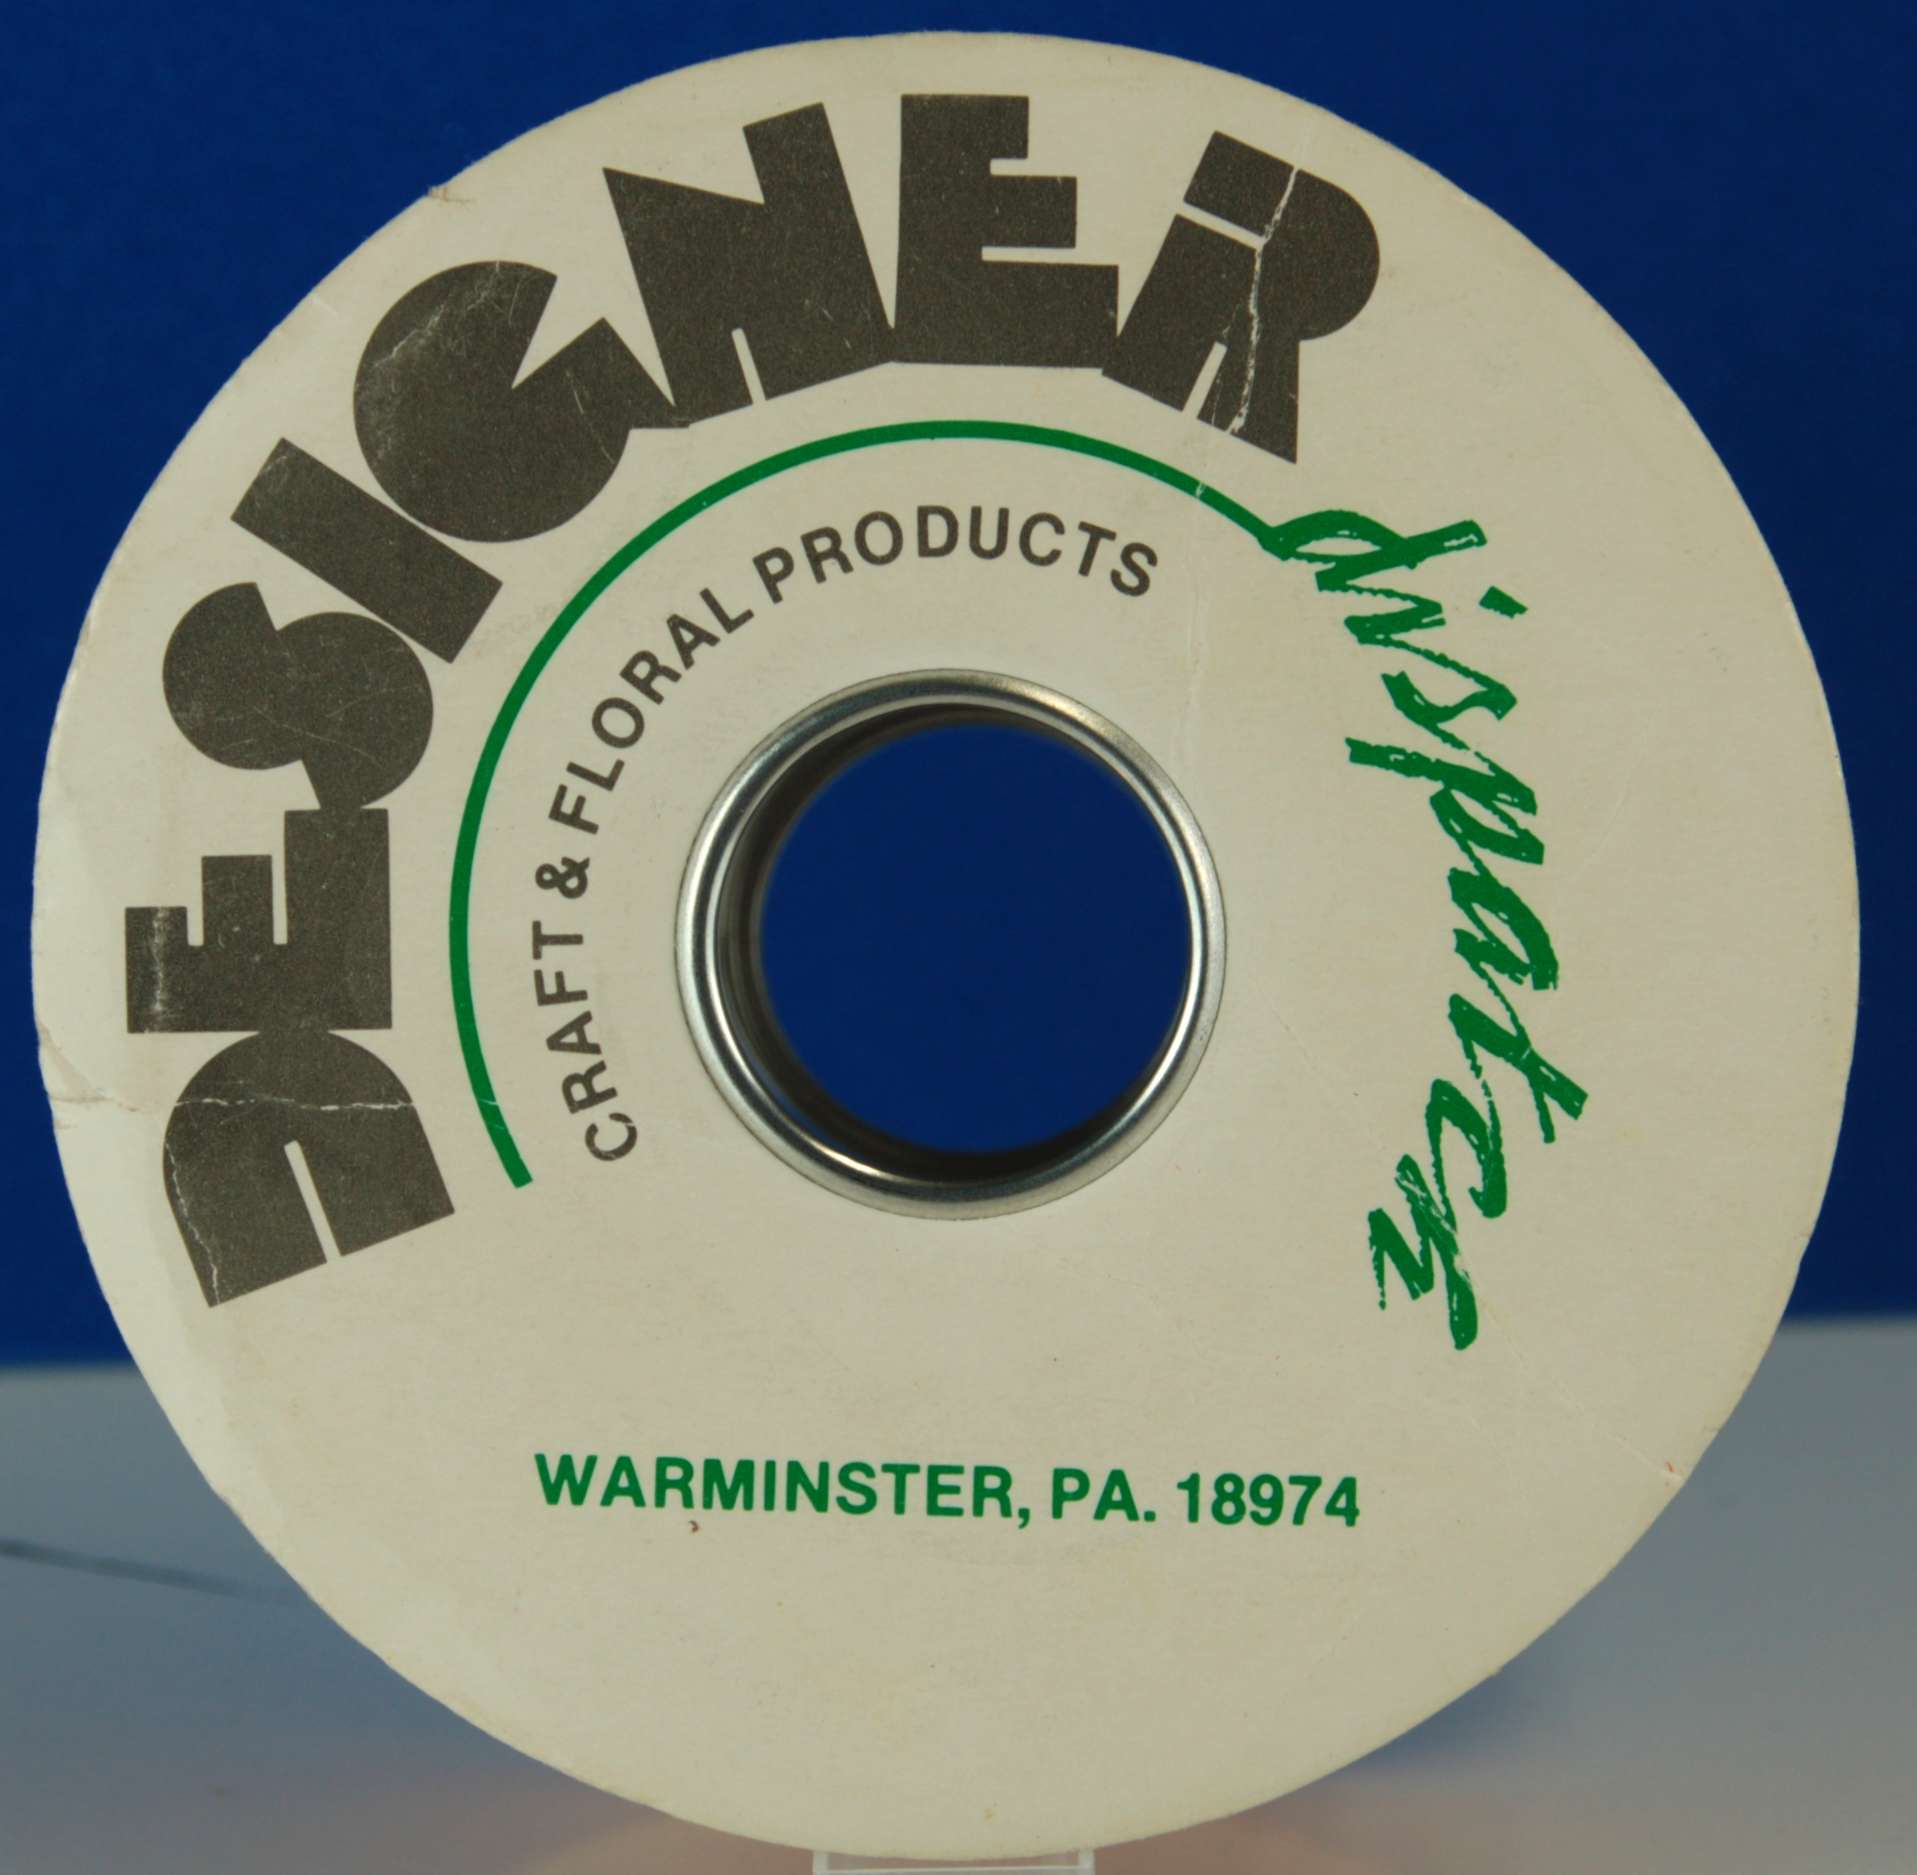 DESIGNER
dispatch
CRAFT & FLORAL PRODUCTS
WARMINSTER, PA. 18974